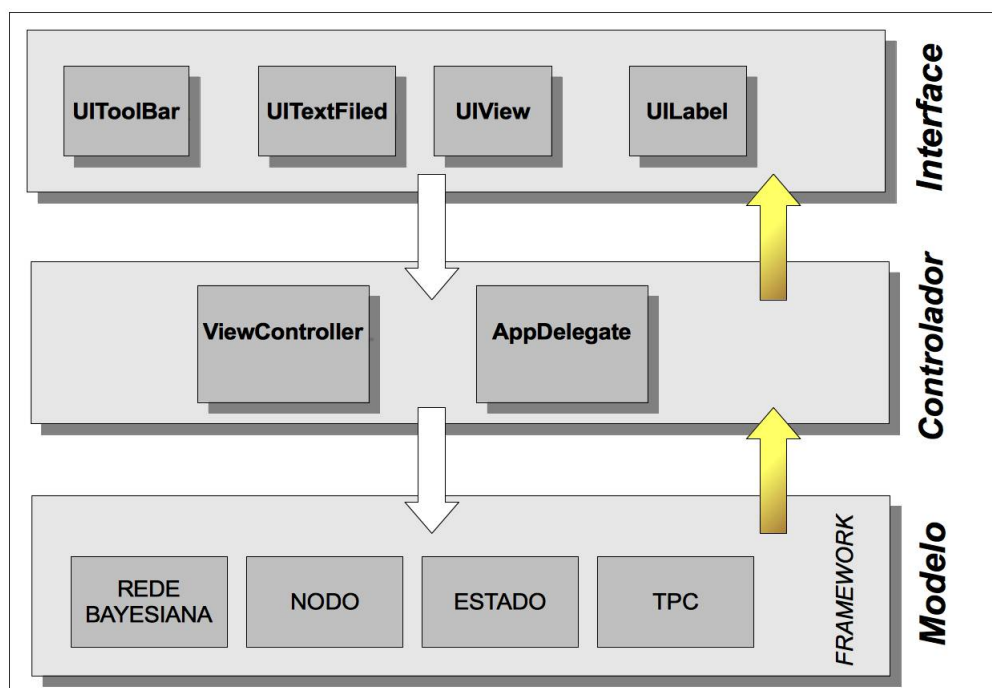 UIToolBar
UITextFiled
UIView
UILabel
Interface
ViewController
AppDelegate
Controlador
REDE
BAYESIANA
NODO
ESTADO
TPC
FRAMEWORK
Modelo